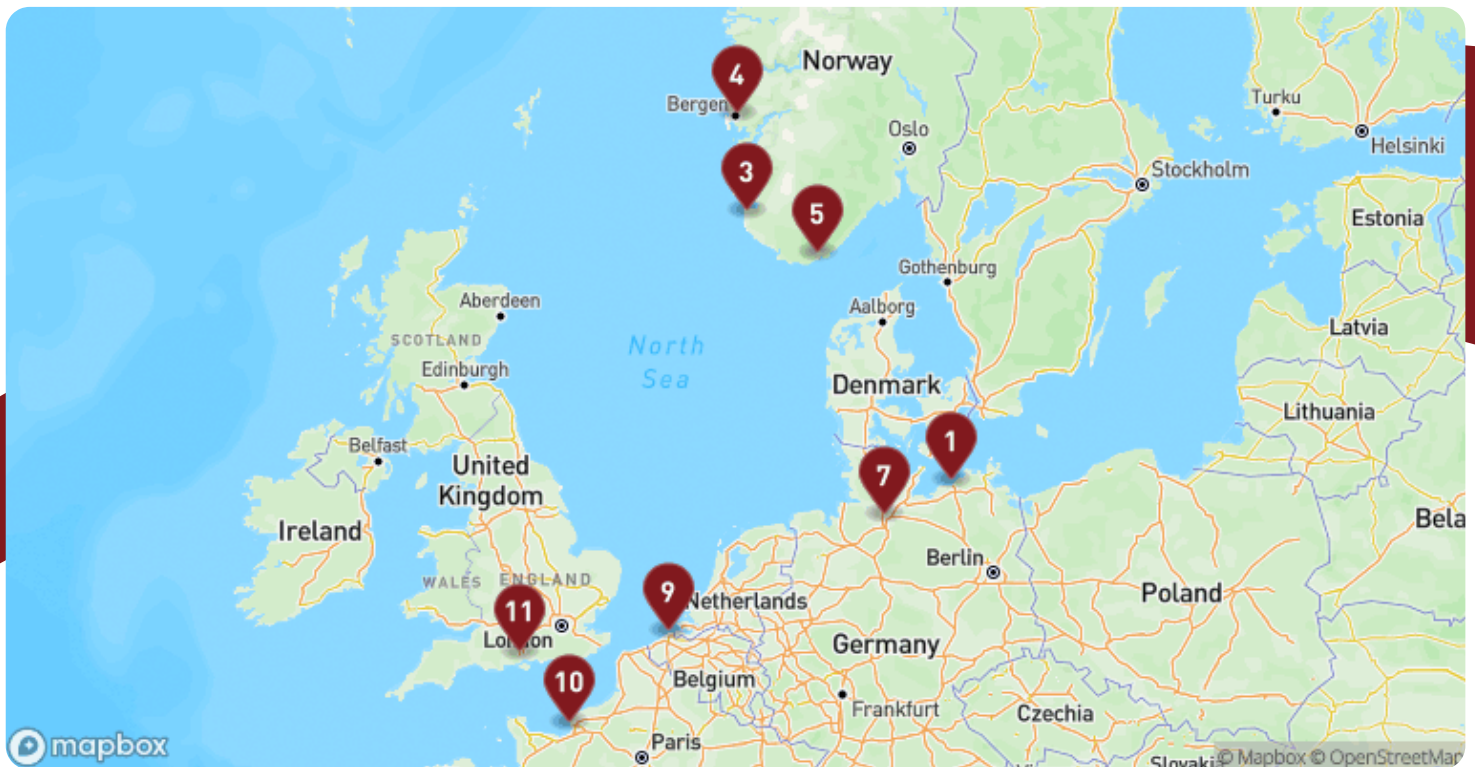 4
Norway
Bergen
Turku
Oslo
Helsinki
3
Stockholm
5
Estonia
Gothenburg
Aberdeen
Aalborg
SCOTLAND
North
Sea
Latvia
Edinburgh
Denmark
Lithuania
Belfast
1
United
Kingdom
7
Ireland
Bela
Berlin
WALES
ENGLAND
9
Netherlands
Poland
11
London
Germany
10
Belgium
Frankfurt
Czechia
mapbox
Paris
Slovakia
© Mapbox © OpenStreetMap